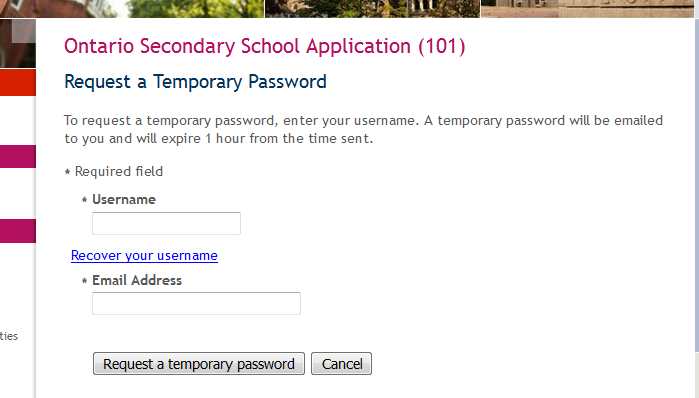 Ontario Secondary School Application (101)
Request a Temporary Password
To request a temporary password, enter your username. A temporary password will be emailed
to you and will expire 1 hour from the time sent.
* Required field
* Username
Recover your username
* Email Address
ties
Request a temporary password Cancel